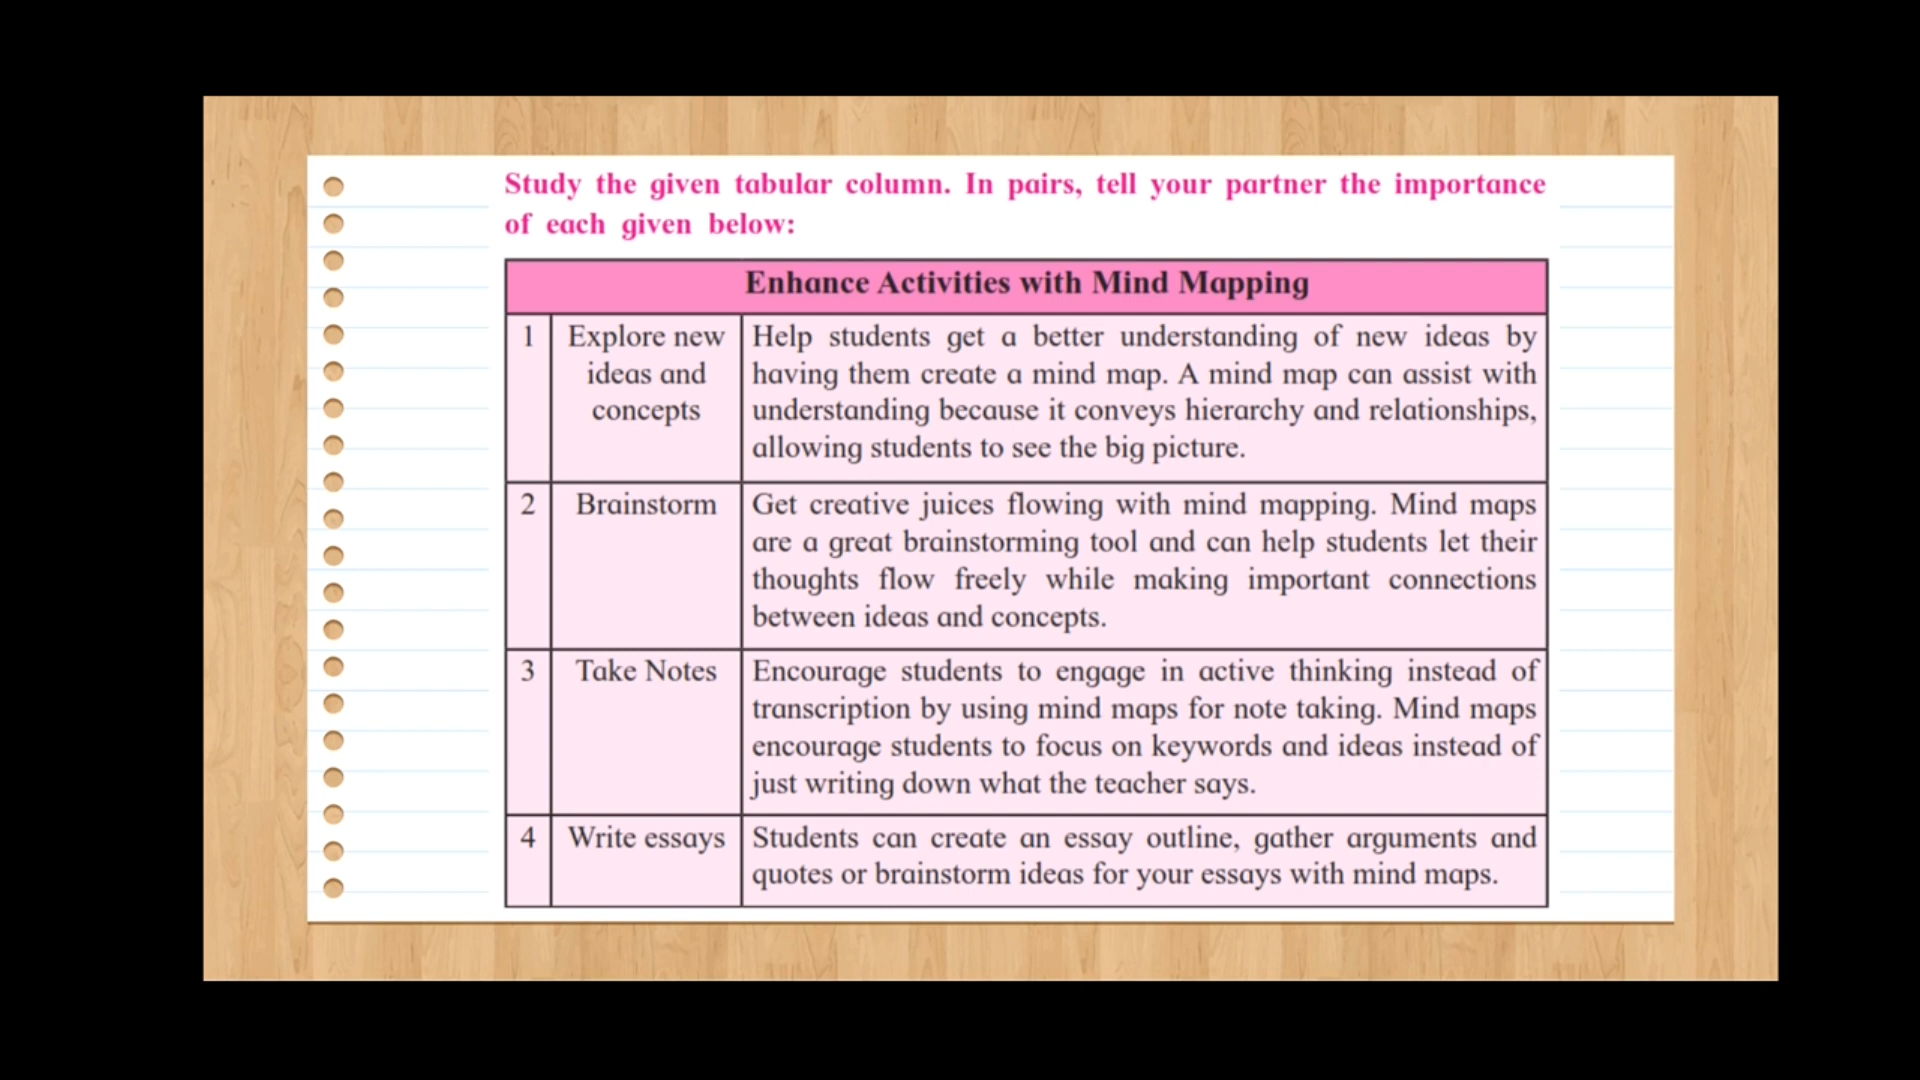 Study the given tabular column. In pairs, tell your partner the importance
of each given below:
Enhance Activities with Mind Mapping
1
Explore new
ideas and
concepts
Help students get a better understanding of new ideas by
having them create a mind map. A mind map can assist with
understanding because it conveys hierarchy and relationships,
allowing students to see the big picture.
2
Brainstorm
Get creative juices flowing with mind mapping. Mind maps
are a great brainstorming tool and can help students let their
thoughts flow freely while making important connections
between ideas and concepts.
3
Take Notes
Encourage students to engage in active thinking instead of
transcription by using mind maps for note taking. Mind maps
encourage students to focus on keywords and ideas instead of
just writing down what the teacher says.
4
Write essays
Students can create an essay outline, gather arguments and
quotes or brainstorm ideas for your essays with mind maps.